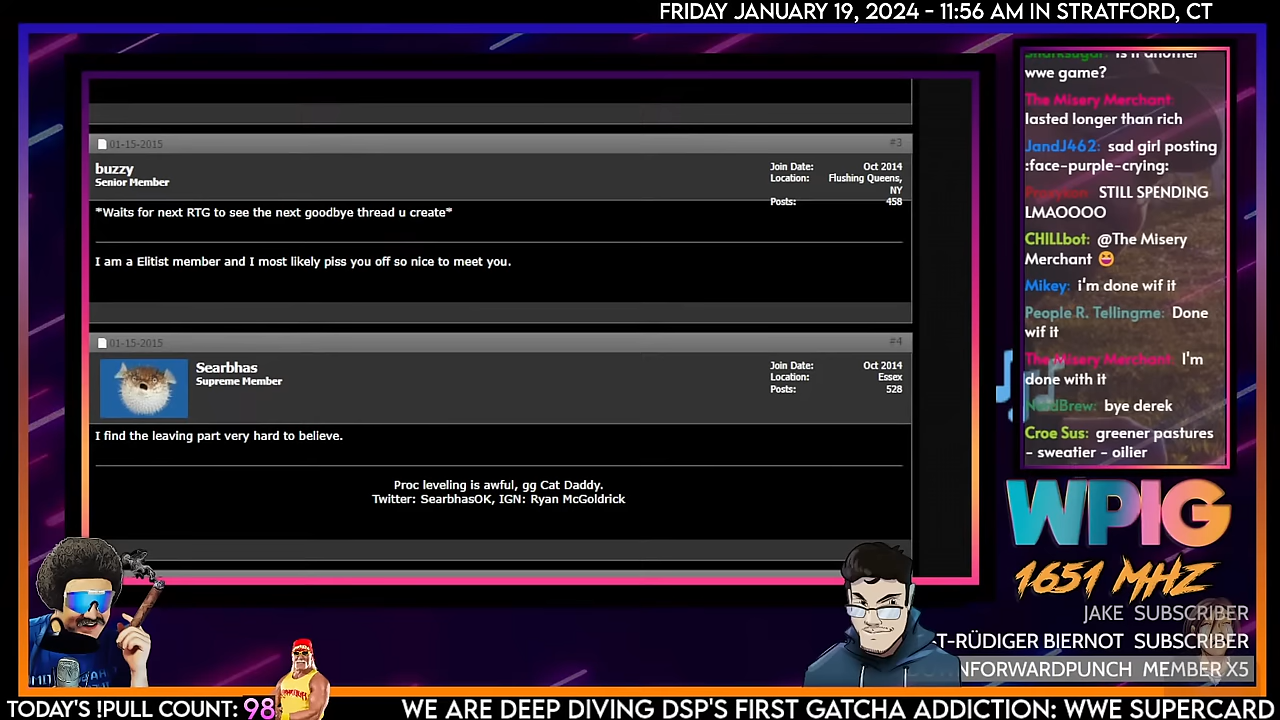 FRIDAY JANUARY 19, 2024 - 11:56 AM IN STRATFORD, CT
01-15-2015
#3
buzzy
Senior Member
Join Date: Oct 2014
Location: Flushing Queens,
NY
Posts: 458
*Waits for next RTG to see the next goodbye thread u create*
I am a Elitist member and I most likely piss you off so nice to meet you.
01-15-2015
#4
Searbhas
Supreme Member
Join Date: Oct 2014
Location: Essex
Posts: 528
I find the leaving part very hard to believe.
Proc leveling is awful, gg Cat Daddy.
Twitter: SearbhasOK, IGN: Ryan McGoldrick
is it another
wwe game?
The Misery Merchant:
lasted longer than rich
JandJ462: sad girl posting
:face-purple-crying:
STILL SPENDING
LMAOOOO
CHILLbot: @The Misery
Merchant
Mikey: i'm done wif it
People R. Tellingme: Done
wif it
The Misery Merchant: I'm
done with it
NerdBrew: bye derek
Croe Sus: greener pastures
- sweatier - oilier
WPIG
1651 MHZ
JAKE SUBSCRIBER
T-RÜDIGER BIERNOT SUBSCRIBER
NFORWARDPUNCH MEMBER X5
TODAY'S !PULL COUNT: 98
WE ARE DEEP DIVING DSP'S FIRST GATCHA ADDICTION: WWE SUPERCARD